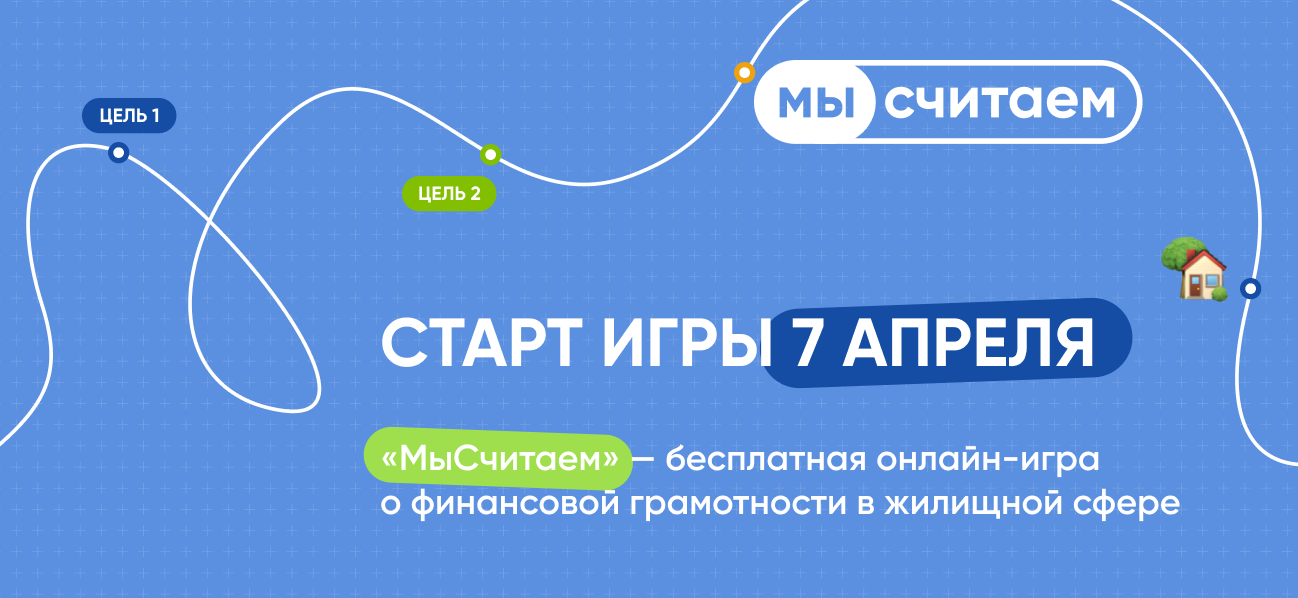 ЦЕЛЬ 1
мы считаем
ЦЕЛЬ 2
СТАРТ ИГРЫ 7 АПРЕЛЯ
«МыСчитаем» — бесплатная онлайн-игра
о финансовой грамотности в жилищной сфере